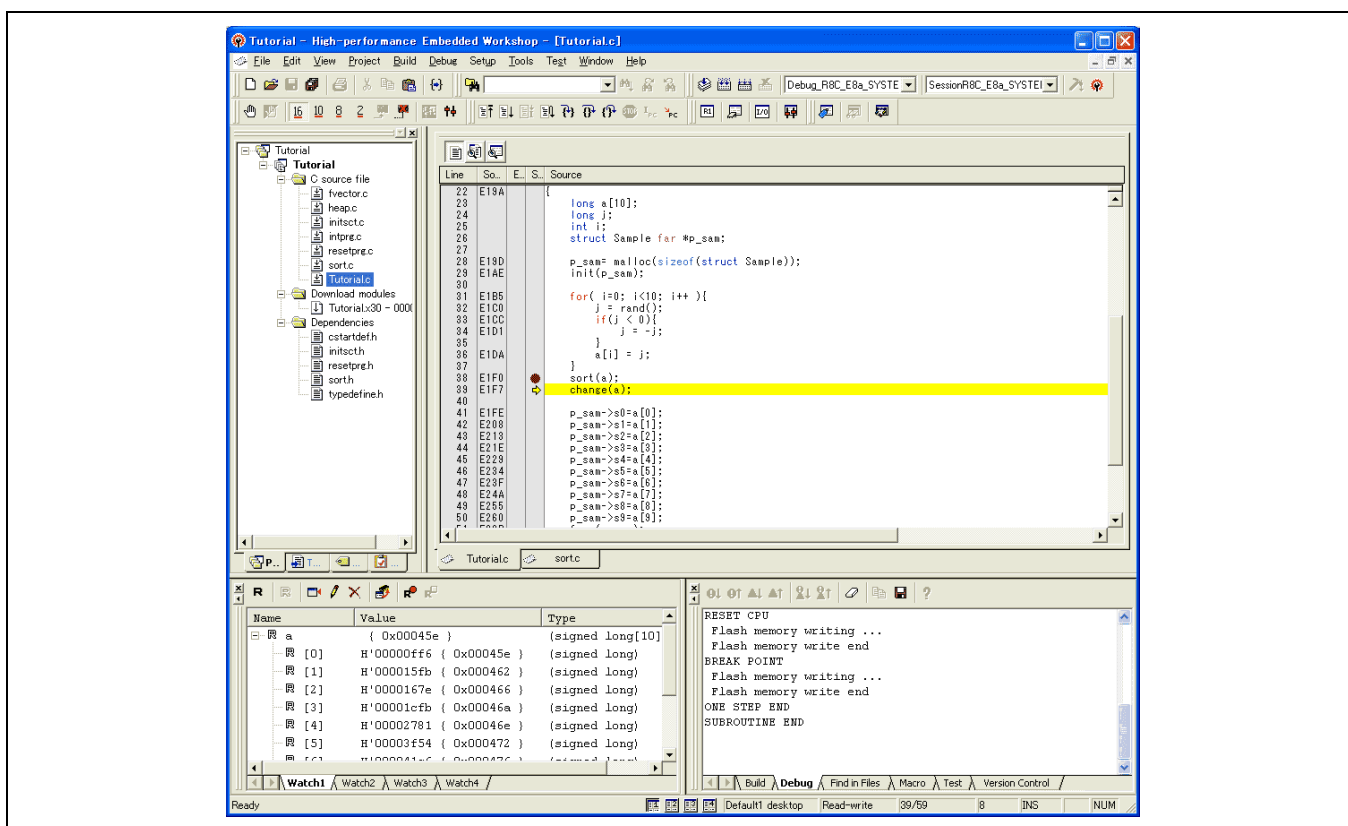 Tutorial - High-performance Embedded Workshop - [Tutorial.c]
File Edit View Project Build Debug Setup Tools Test Window Help
Debug_R8C_E8a_SYSTE SessionR8C_E8a_SYSTEI
16 10 8 2
Tutorial
Tutorial
C source file
fvector.c
heap.c
initsct.c
intprg.c
resetprg.c
sort.c
Tutorial.c
Download modules
Tutorial.x30 - 000(
Dependencies
cstartdef.h
initsct.h
resetprg.h
sort.h
typedefine.h
P... T... ... ...
Line So... E... S... Source
22 E19A {
23 long a[10];
24 long j;
25 int i;
26 struct Sample far *p_sam;
27
28 E19D p_sam= malloc(sizeof(struct Sample));
29 E1AE init(p_sam);
30
31 E1B5 for( i=0; i<10; i++ ){
32 E1C0 j = rand();
33 E1CC if(j < 0){
34 E1D1 j = -j;
35 }
36 E1DA a[i] = j;
37 }
38 E1F0 sort(a);
39 E1F7 change(a);
40
41 E1FE p_sam->s0=a[0];
42 E208 p_sam->s1=a[1];
43 E213 p_sam->s2=a[2];
44 E21E p_sam->s3=a[3];
45 E229 p_sam->s4=a[4];
46 E234 p_sam->s5=a[5];
47 E23F p_sam->s6=a[6];
48 E24A p_sam->s7=a[7];
49 E255 p_sam->s8=a[8];
50 E260 p_sam->s9=a[9];
Tutorial.c sort.c
R
Name Value Type
a { 0x00045e } (signed long[10]
[0] H'00000ff6 { 0x00045e } (signed long)
[1] H'000015fb { 0x000462 } (signed long)
[2] H'0000167e { 0x000466 } (signed long)
[3] H'00001cfb { 0x00046a } (signed long)
[4] H'00002781 { 0x00046e } (signed long)
[5] H'00003f54 { 0x000472 } (signed long)
Watch1 Watch2 Watch3 Watch4
RESET CPU
Flash memory writing ...
Flash memory write end
BREAK POINT
Flash memory writing ...
Flash memory write end
ONE STEP END
SUBROUTINE END
Build Debug Find in Files Macro Test Version Control
Ready Default1 desktop Read-write 39/59 8 INS NUM